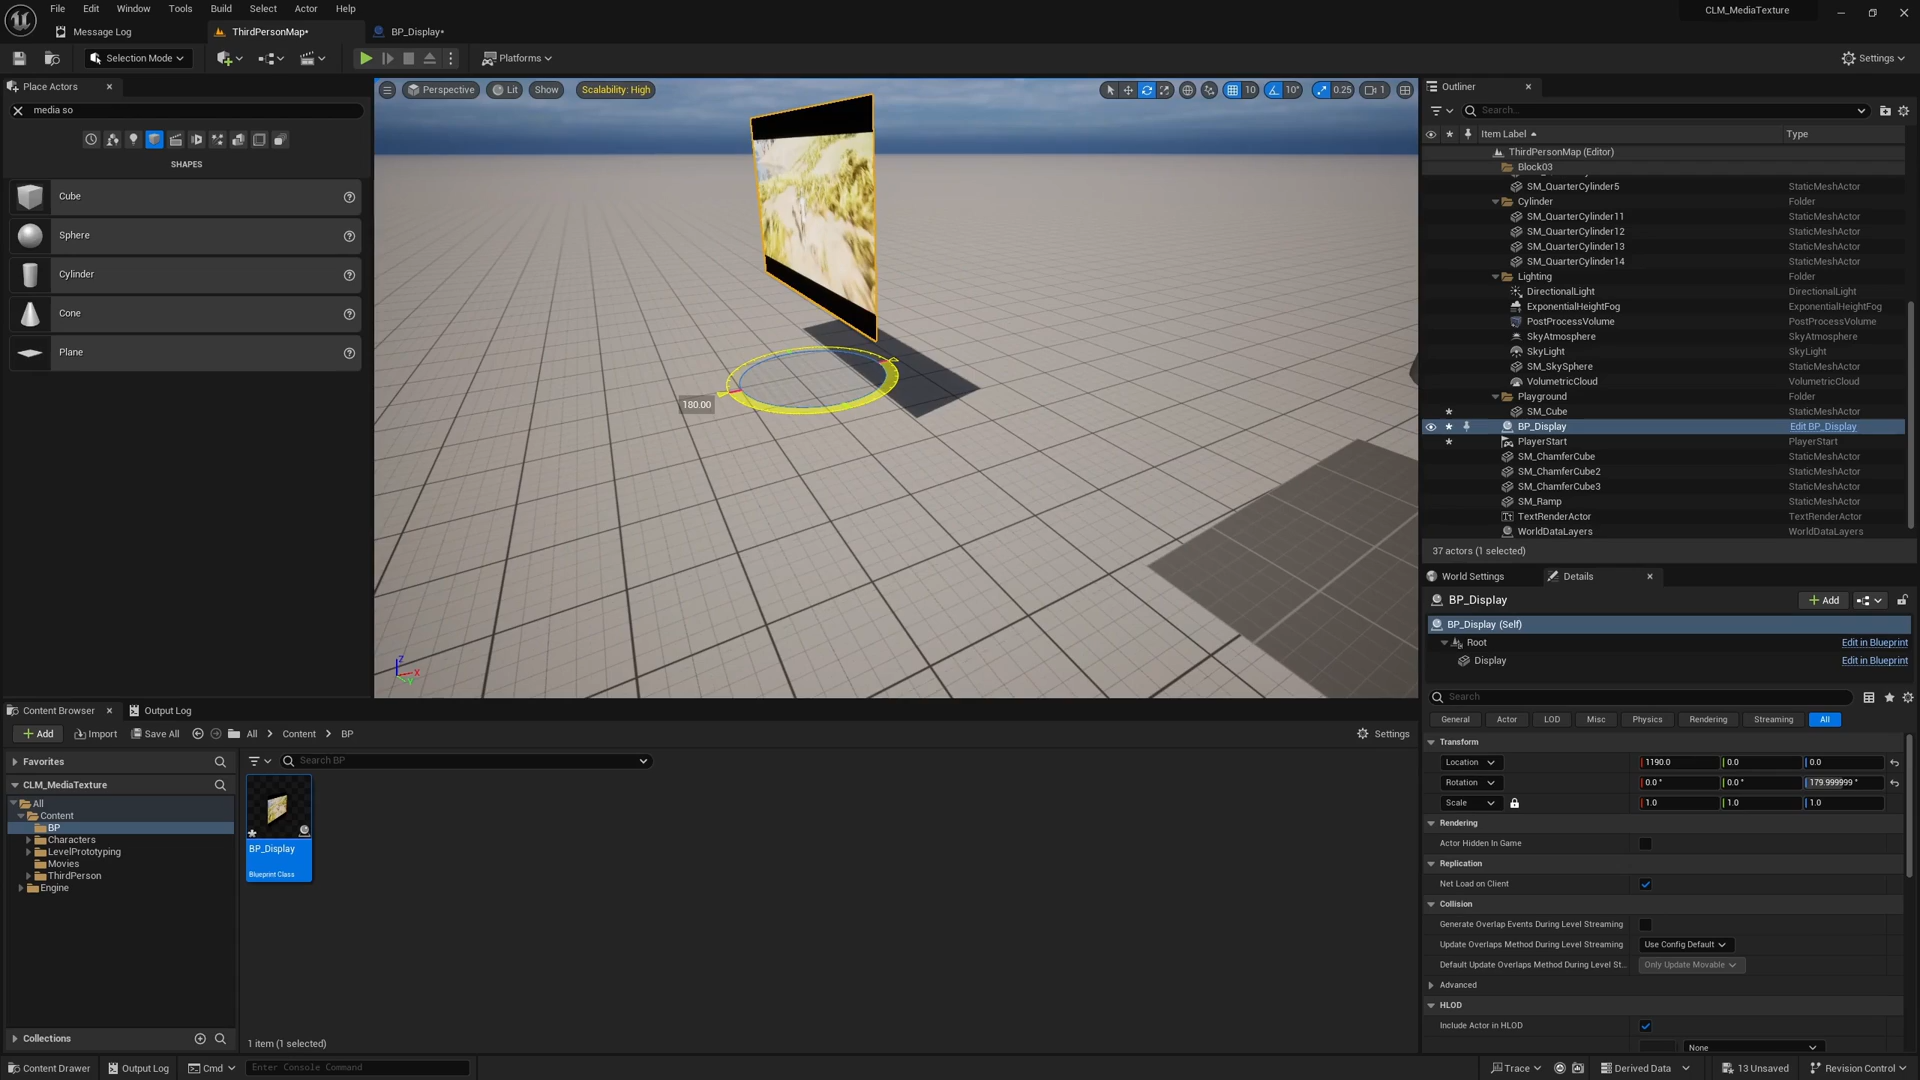 File Edit Window Tools Build Select Actor Help
CLM_MediaTexture
Message Log
ThirdPersonMap•
BP_Display•
Selection Mode
Platforms
Settings
Place Actors
media so
SHAPES
Cube
Sphere
Cylinder
Cone
Plane
Perspective
Lit
Show
Scalability: High
10
10°
0.25
1
180.00
Z
X
Outliner
Search...
Item Label
Type
ThirdPersonMap (Editor)
Block03
SM_QuarterCylinder5 StaticMeshActor
Cylinder Folder
SM_QuarterCylinder11 StaticMeshActor
SM_QuarterCylinder12 StaticMeshActor
SM_QuarterCylinder13 StaticMeshActor
SM_QuarterCylinder14 StaticMeshActor
Lighting Folder
DirectionalLight DirectionalLight
ExponentialHeightFog ExponentialHeightFog
PostProcessVolume PostProcessVolume
SkyAtmosphere SkyAtmosphere
SkyLight SkyLight
SM_SkySphere StaticMeshActor
VolumetricCloud VolumetricCloud
Playground Folder
SM_Cube StaticMeshActor
BP_Display Edit BP_Display
PlayerStart PlayerStart
SM_ChamferCube StaticMeshActor
SM_ChamferCube2 StaticMeshActor
SM_ChamferCube3 StaticMeshActor
SM_Ramp StaticMeshActor
TextRenderActor TextRenderActor
WorldDataLayers WorldDataLayers
37 actors (1 selected)
World Settings
Details
BP_Display
Add
BP_Display (Self)
Root Edit in Blueprint
Display Edit in Blueprint
Search
General Actor LOD Misc Physics Rendering Streaming All
Transform
Location 1190.0 0.0 0.0
Rotation 0.0 ° 0.0 ° 179.999999 °
Scale 1.0 1.0 1.0
Rendering
Actor Hidden In Game
Replication
Net Load on Client
Collision
Generate Overlap Events During Level Streaming
Update Overlaps Method During Level Streaming Use Config Default
Default Update Overlaps Method During Level St... Only Update Movable
Advanced
HLOD
Include Actor in HLOD
None
Content Browser
Output Log
Add
Import
Save All
All
Content
BP
Settings
Favorites
CLM_MediaTexture
All
Content
BP
Characters
LevelPrototyping
Movies
ThirdPerson
Engine
Collections
Search BP
BP_Display
Blueprint Class
1 item (1 selected)
Content Drawer
Output Log
Cmd
Enter Console Command
Trace
Derived Data
13 Unsaved
Revision Control